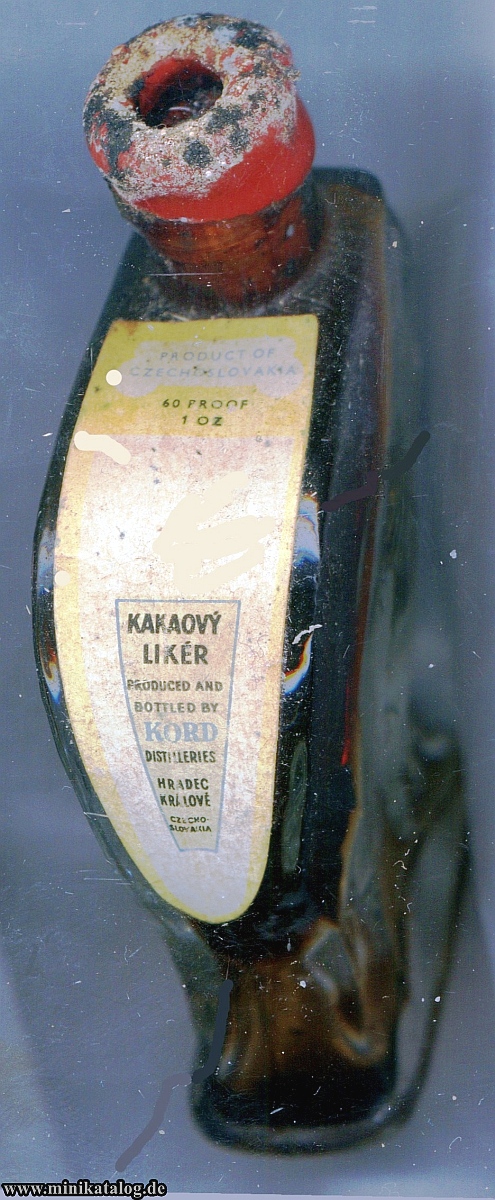 PRODUCT OF
CZECHOSLOVAKIA
60 PROOF
1 OZ
KAKAOVÝ
LIKÉR
PRODUCED AND
BOTTLED BY
KORD
DISTILLERIES
HRADEC
KRÁLOVÉ
CZECHO-
SLOVAKIA
www.minikatalog.de